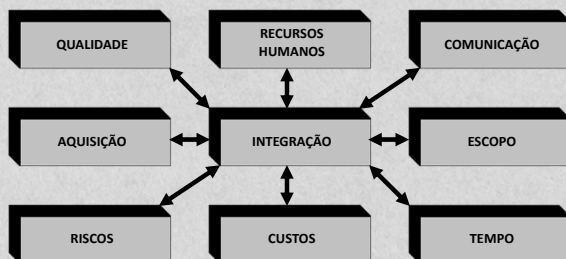 QUALIDADE
RECURSOS
HUMANOS
COMUNICAÇÃO
AQUISIÇÃO
INTEGRAÇÃO
ESCOPO
RISCOS
CUSTOS
TEMPO